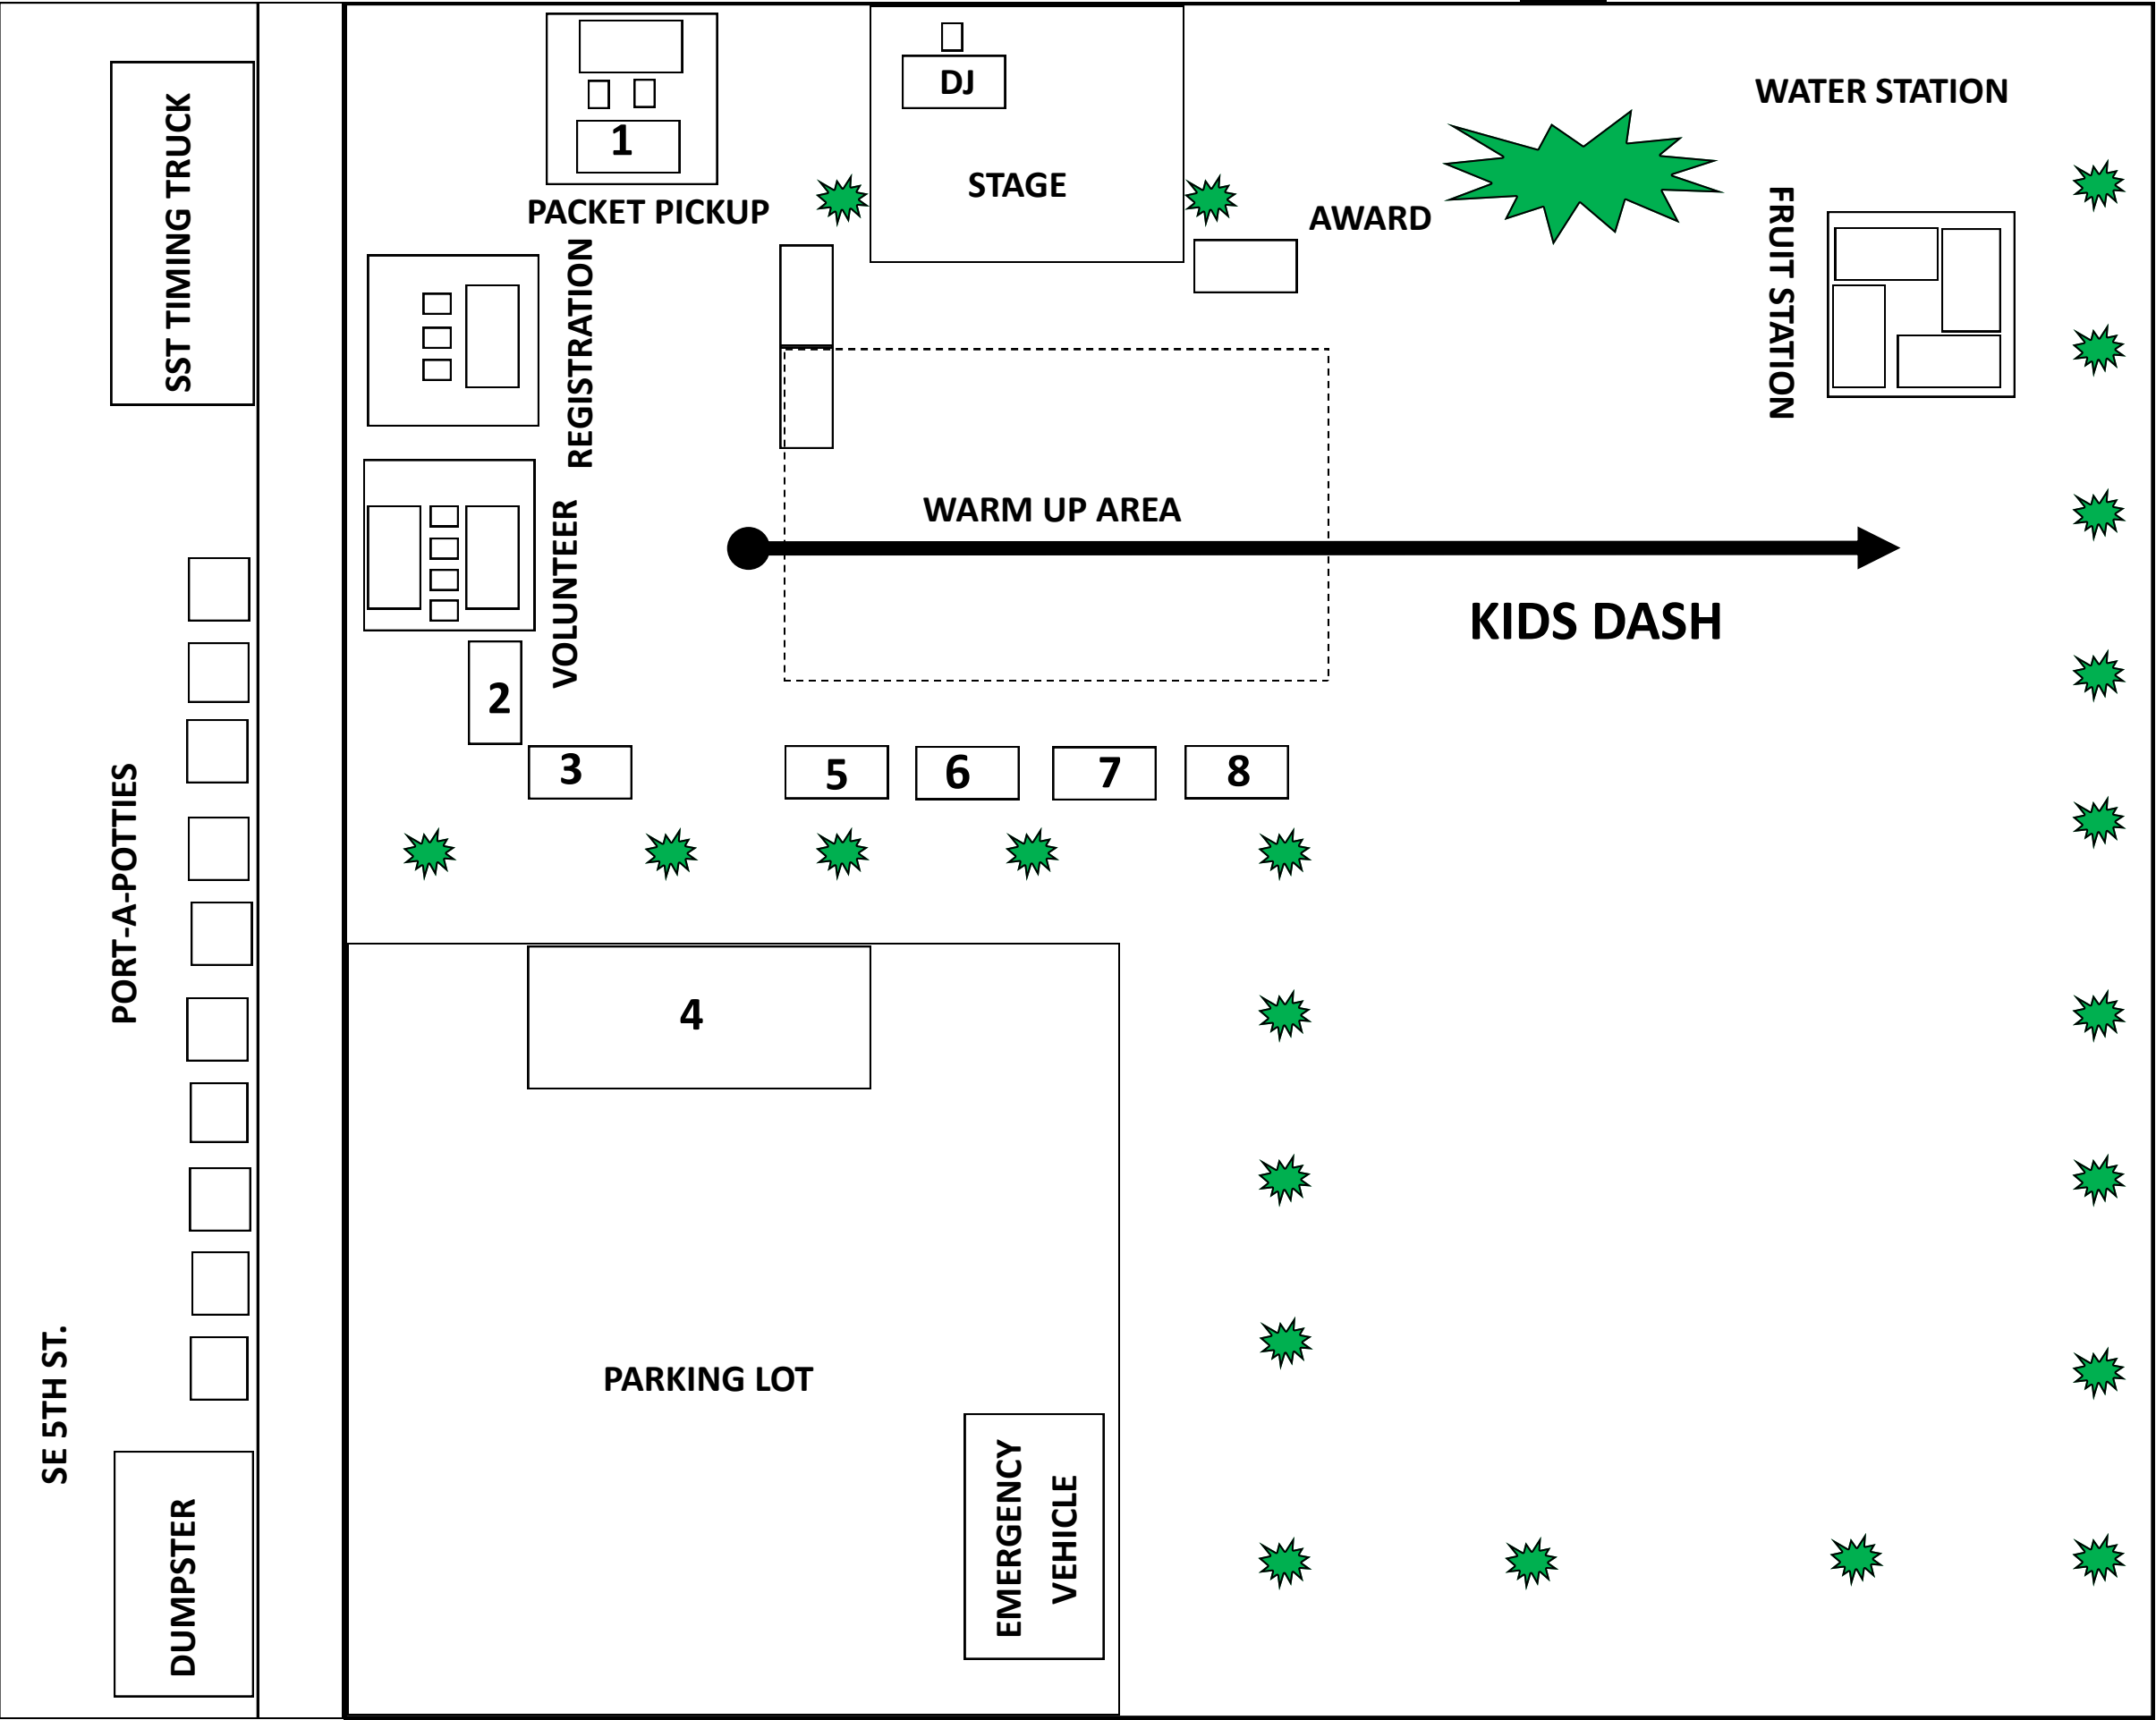 DJ
WATER STATION
SST TIMING TRUCK
1
STAGE
PACKET PICKUP
AWARD
FRUIT STATION
REGISTRATION
WARM UP AREA
VOLUNTEER
KIDS DASH
2
3
5
6
7
8
PORT-A-POTTIES
4
PARKING LOT
SE 5TH ST.
EMERGENCY
VEHICLE
DUMPSTER